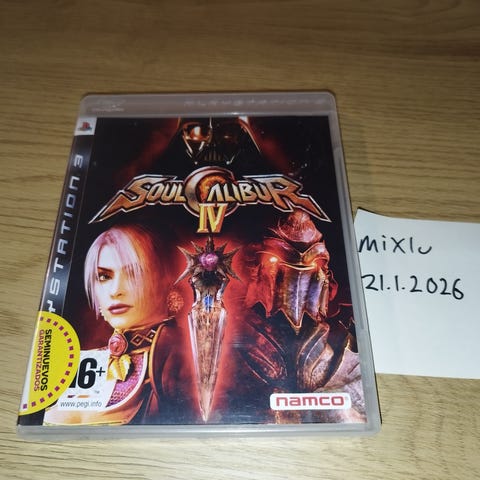 PLAYSTATION 3
SOULCALIBUR
IV
SEMINUEVOS
GARANTIZADOS
16+
www.pegi.info
namco
mixlu
21.1.2026